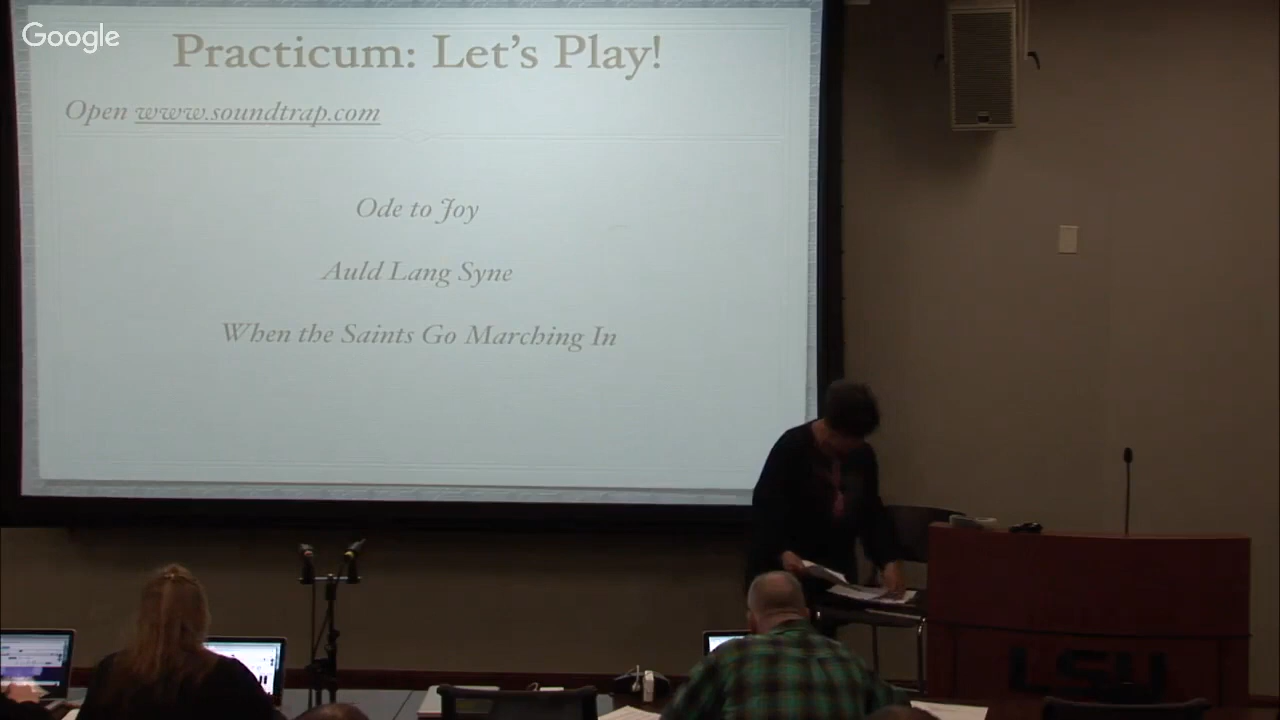 Google
Practicum: Let's Play!
Open www.soundtrap.com
Ode to Joy
Auld Lang Syne
When the Saints Go Marching In
LSU